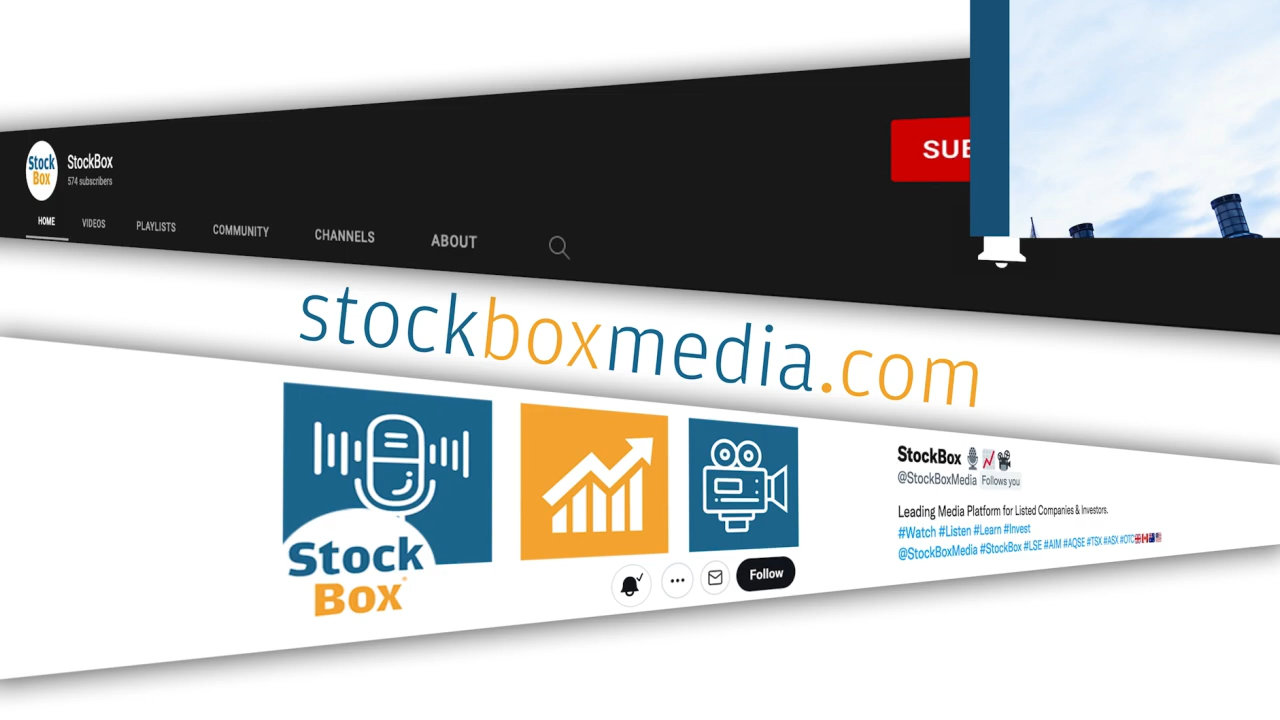 Stock
Box
StockBox
574 subscribers
SUB
HOME
VIDEOS
PLAYLISTS
COMMUNITY
CHANNELS
ABOUT
stockboxmedia.com
Stock
Box
Follow
StockBox
@StockBoxMedia Follows you
Leading Media Platform for Listed Companies & Investors.
#Watch #Listen #Learn #Invest
@StockBoxMedia #StockBox #LSE #AIM #AQSE #TSX #ASX #OTC